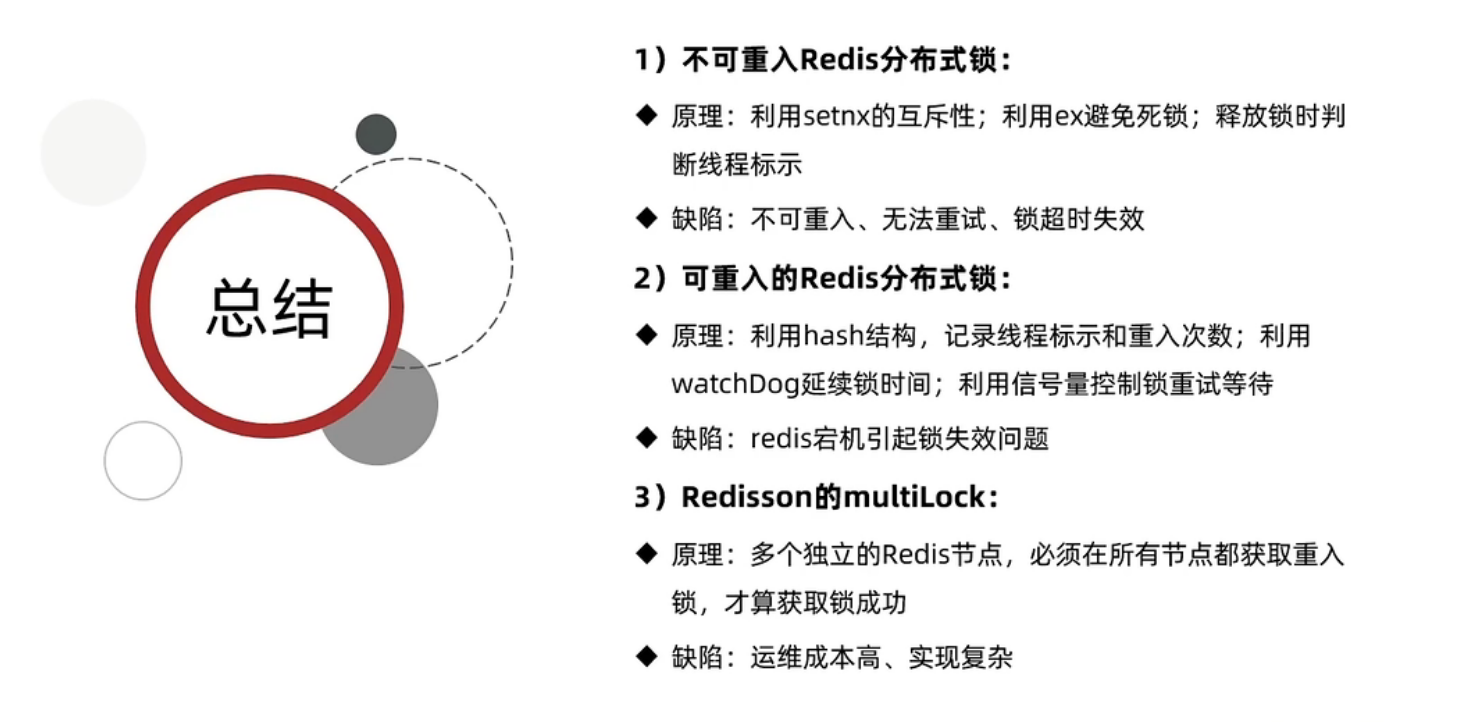 总结
1）不可重入Redis分布式锁：
◆ 原理：利用setnx的互斥性；利用ex避免死锁；释放锁时判
断线程标示
◆ 缺陷：不可重入、无法重试、锁超时失效
2）可重入的Redis分布式锁：
◆ 原理：利用hash结构，记录线程标示和重入次数；利用
watchDog延续锁时间；利用信号量控制锁重试等待
◆ 缺陷：redis宕机引起锁失效问题
3）Redisson的multiLock：
◆ 原理：多个独立的Redis节点，必须在所有节点都获取重入
锁，才算获取锁成功
◆ 缺陷：运维成本高、实现复杂